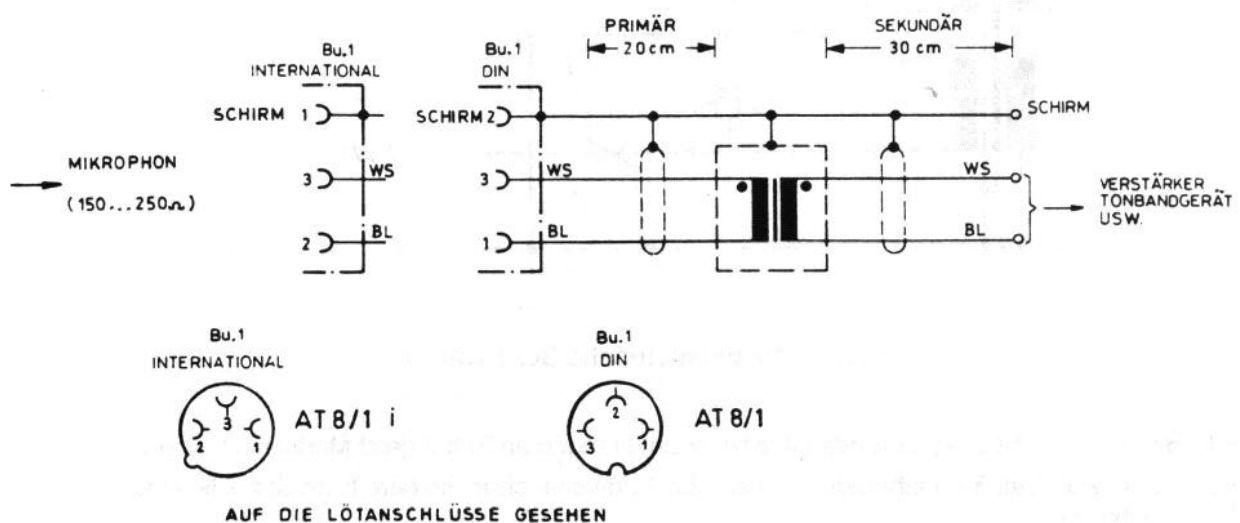 PRIMÄR
20 cm
SEKUNDÄR
30 cm
Bu.1
INTERNATIONAL
Bu.1
DIN
SCHIRM 1
SCHIRM 2
SCHIRM
MIKROPHON
(150...250Ω)
3 WS
3 WS
WS
2 BL
1 BL
BL
VERSTÄRKER
TONBANDGERÄT
USW.
Bu.1
INTERNATIONAL
3
2 1
AT 8/1 i
Bu.1
DIN
2
3 1
AT 8/1
AUF DIE LÖTANSCHLÜSSE GESEHEN